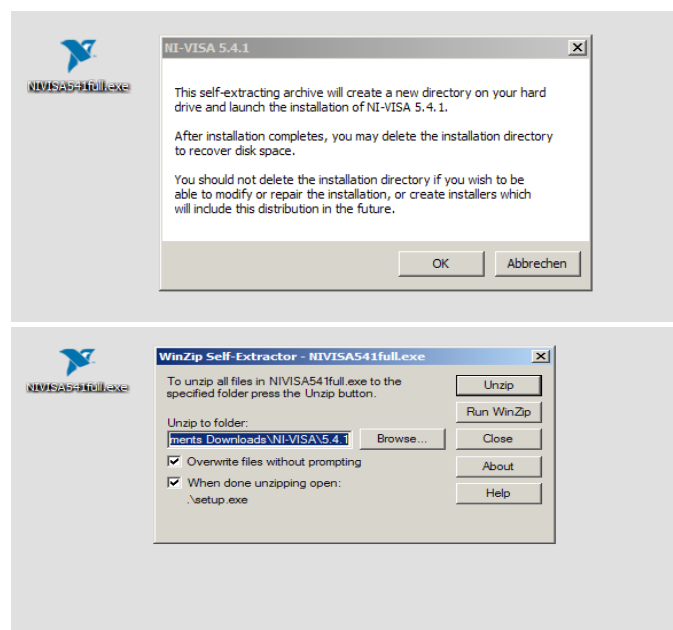 NI-VISA 5.4.1
NIVISA541full.exe
This self-extracting archive will create a new directory on your hard
drive and launch the installation of NI-VISA 5.4.1.
After installation completes, you may delete the installation directory
to recover disk space.
You should not delete the installation directory if you wish to be
able to modify or repair the installation, or create installers which
will include this distribution in the future.
OK
Abbrechen
WinZip Self-Extractor - NIVISA541full.exe
NIVISA541full.exe
To unzip all files in NIVISA541full.exe to the
specified folder press the Unzip button.
Unzip
Run WinZip
Unzip to folder:
ments Downloads\NI-VISA\5.4.1
Browse...
Close
Overwrite files without prompting
About
When done unzipping open:
.\setup.exe
Help